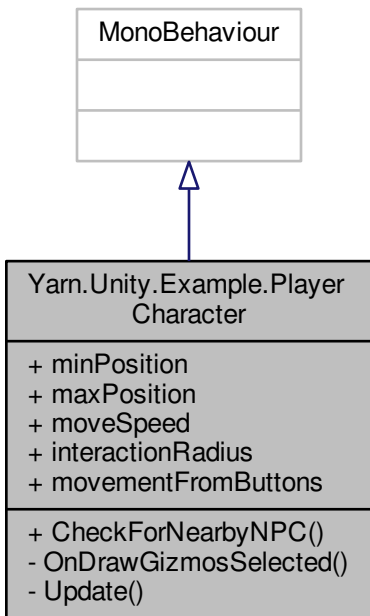 MonoBehaviour
Yarn.Unity.Example.Player
Character
+ minPosition
+ maxPosition
+ moveSpeed
+ interactionRadius
+ movementFromButtons
+ CheckForNearbyNPC()
- OnDrawGizmosSelected()
- Update()